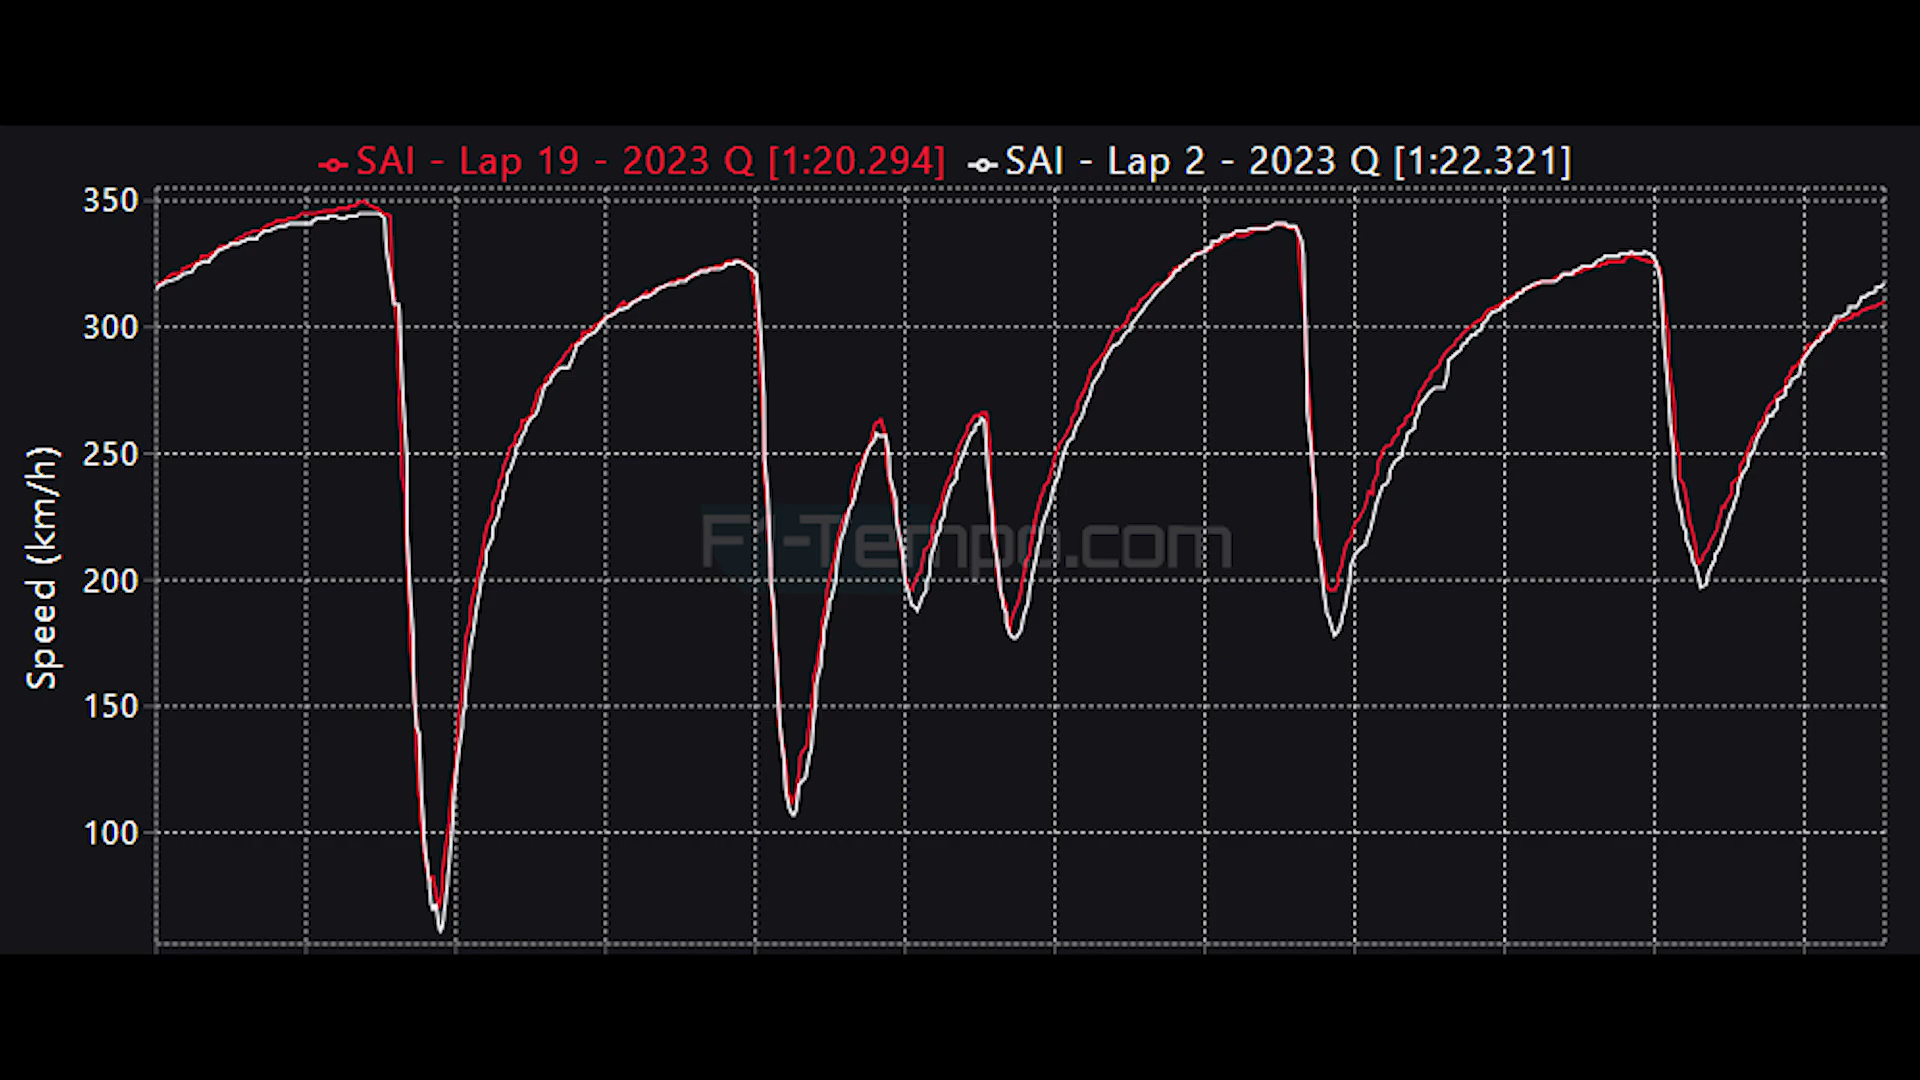 SAI - Lap 19 - 2023 Q [1:20.294] SAI - Lap 2 - 2023 Q [1:22.321]
350
300
250
200
150
100
Speed (km/h)
F1-Tempo.com